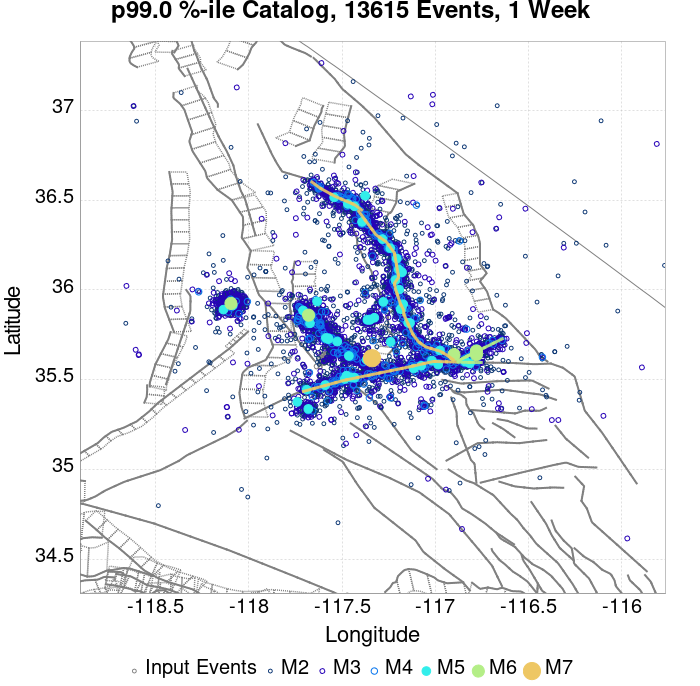 p99.0 %-ile Catalog, 13615 Events, 1 Week
37
36.5
36
35.5
35
34.5
Latitude
-118.5 -118 -117.5 -117 -116.5 -116
Longitude
Input Events M2 M3 M4 M5 M6 M7